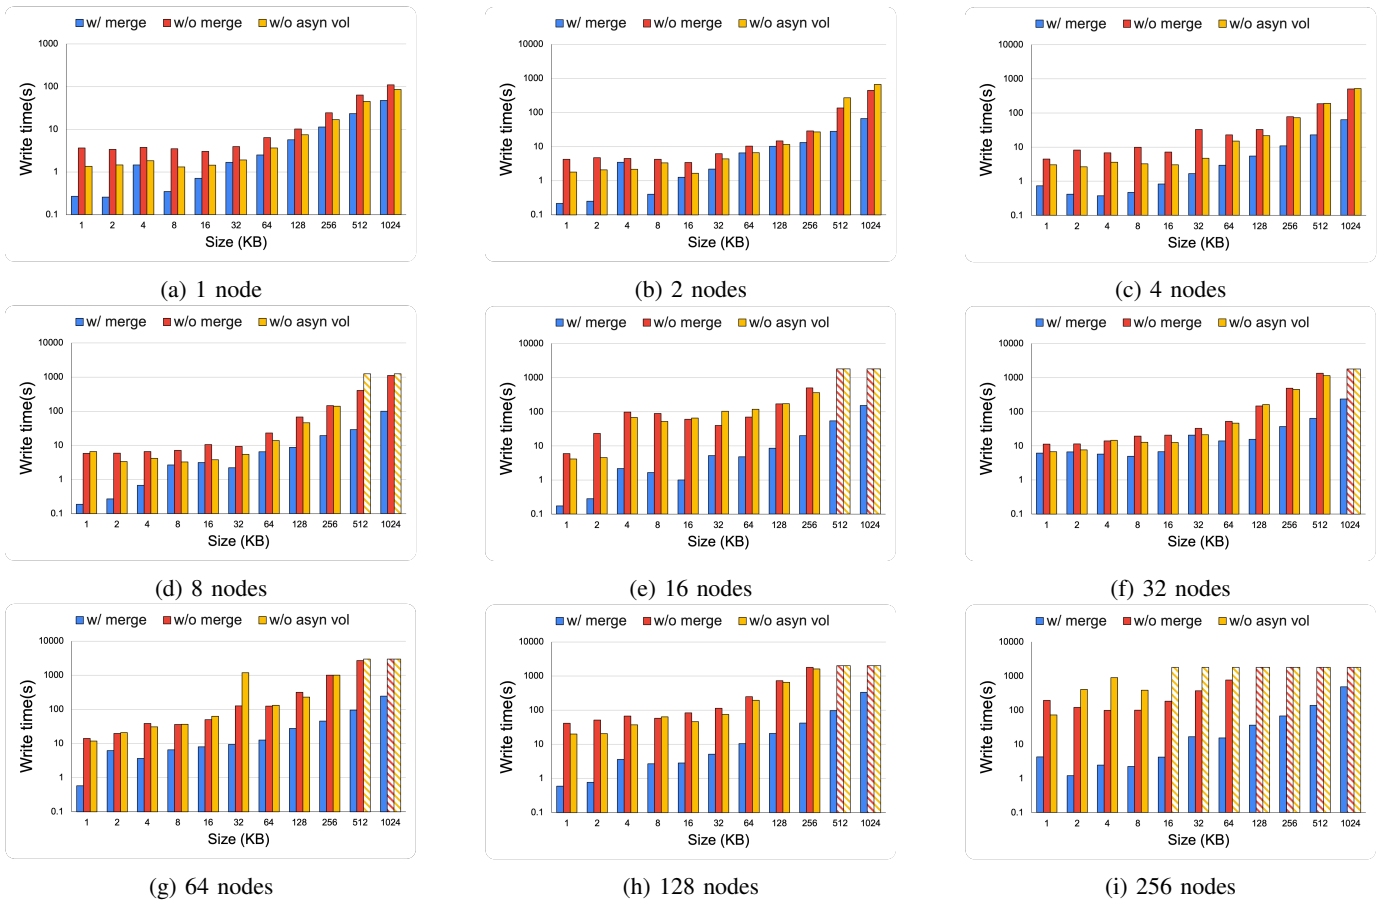 w/ merge w/o merge w/o asyn vol
Write time(s)
1000
100
10
1
0.1
1 2 4 8 16 32 64 128 256 512 1024
Size (KB)
(a) 1 node
w/ merge w/o merge w/o asyn vol
Write time(s)
10000
1000
100
10
1
0.1
1 2 4 8 16 32 64 128 256 512 1024
Size (KB)
(b) 2 nodes
w/ merge w/o merge w/o asyn vol
Write time(s)
10000
1000
100
10
1
0.1
1 2 4 8 16 32 64 128 256 512 1024
Size (KB)
(c) 4 nodes
w/ merge w/o merge w/o asyn vol
Write time(s)
10000
1000
100
10
1
0.1
1 2 4 8 16 32 64 128 256 512 1024
Size (KB)
(d) 8 nodes
w/ merge w/o merge w/o asyn vol
Write time(s)
10000
1000
100
10
1
0.1
1 2 4 8 16 32 64 128 256 512 1024
Size (KB)
(e) 16 nodes
w/ merge w/o merge w/o asyn vol
Write time(s)
10000
1000
100
10
1
0.1
1 2 4 8 16 32 64 128 256 512 1024
Size (KB)
(f) 32 nodes
w/ merge w/o merge w/o asyn vol
Write time(s)
10000
1000
100
10
1
0.1
1 2 4 8 16 32 64 128 256 512 1024
Size (KB)
(g) 64 nodes
w/ merge w/o merge w/o asyn vol
Write time(s)
10000
1000
100
10
1
0.1
1 2 4 8 16 32 64 128 256 512 1024
Size (KB)
(h) 128 nodes
w/ merge w/o merge w/o asyn vol
Write time(s)
10000
1000
100
10
1
0.1
1 2 4 8 16 32 64 128 256 512 1024
Size (KB)
(i) 256 nodes